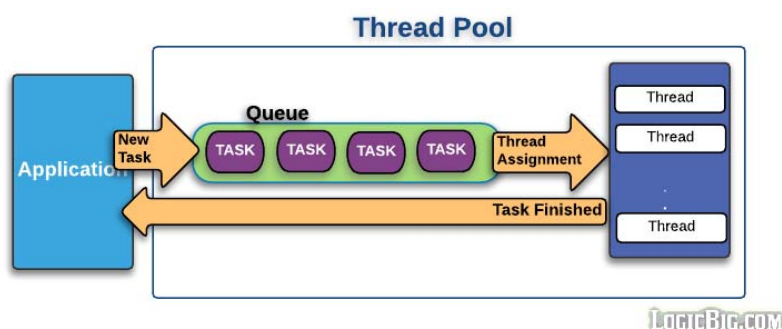 Thread Pool
Queue
New
Task
Application
TASK
TASK
TASK
TASK
Thread
Assignment
Thread
Thread
.
.
Thread
Task Finished
LogicBig.com